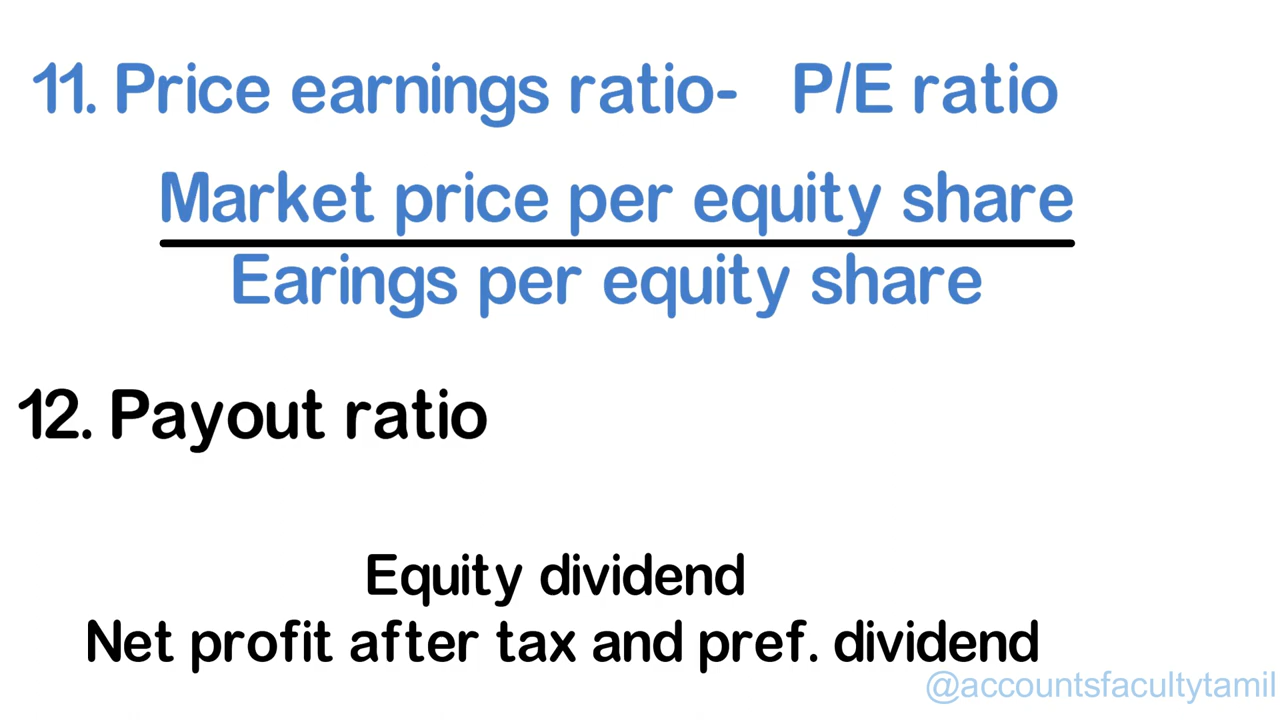 11. Price earnings ratio- P/E ratio
Market price per equity share
Earings per equity share
12. Payout ratio
Equity dividend
Net profit after tax and pref. dividend
@accountsfacultytamil